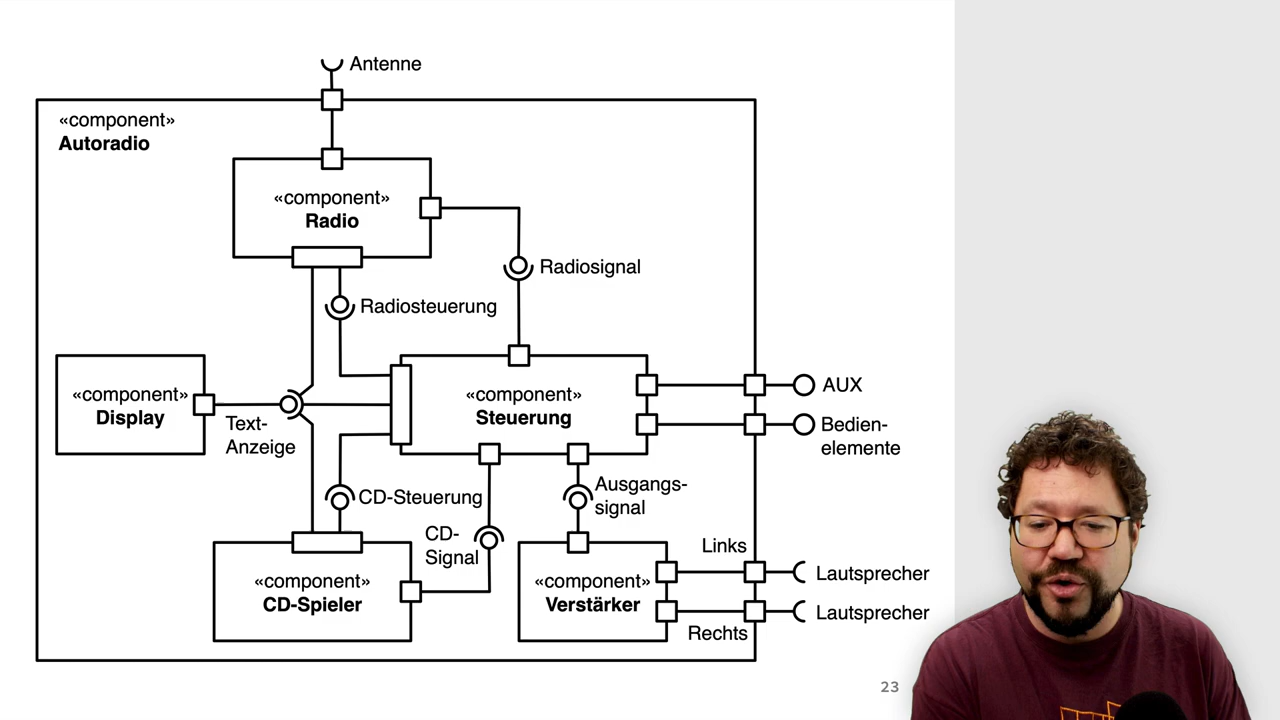 Antenne
«component»
Autoradio
«component»
Radio
Radiosignal
Radiosteuerung
«component»
Display
Text-
Anzeige
«component»
Steuerung
AUX
Bedien-
elemente
CD-Steuerung
Ausgangs-
signal
CD-
Signal
«component»
CD-Spieler
«component»
Verstärker
Links
Lautsprecher
Lautsprecher
Rechts
23